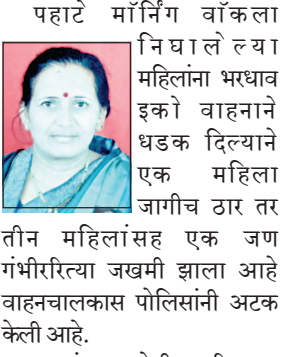 पहाटे मॉर्निंग वॉकला
निघालेल्या
महिलांना भरधाव
इको वाहनाने
धडक दिल्याने
एक महिला
जागीच ठार तर
तीन महिलांसह एक जण
गंभीररित्या जखमी झाला आहे
वाहनचालकास पोलिसांनी अटक
केली आहे.